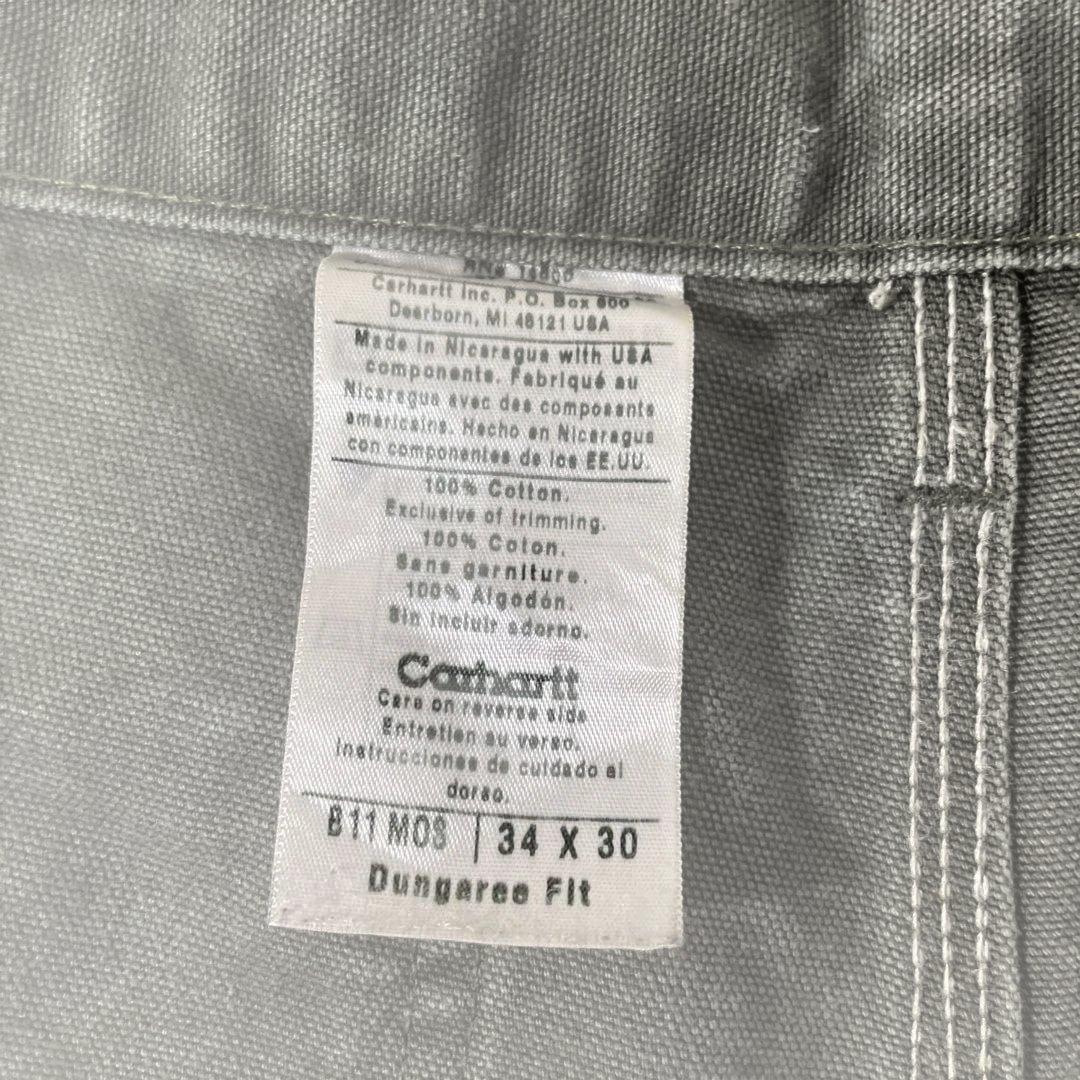 Carhartt Inc. P.O. Box 600
Dearborn, MI 48121 USA
Made in Nicaragua with USA
components. Fabriqué au
Nicaragua avec des composants
américains. Hecho en Nicaragua
con componentes de los EE.UU.
100% Cotton.
Exclusive of trimming.
100% Coton.
Sans garniture.
100% Algodón.
Sin incluir adorno.
Carhartt
Care on reverse side
Entretien au verso.
Instrucciones de cuidado al
dorso.
B11 MOS | 34 X 30
Dungaree Fit